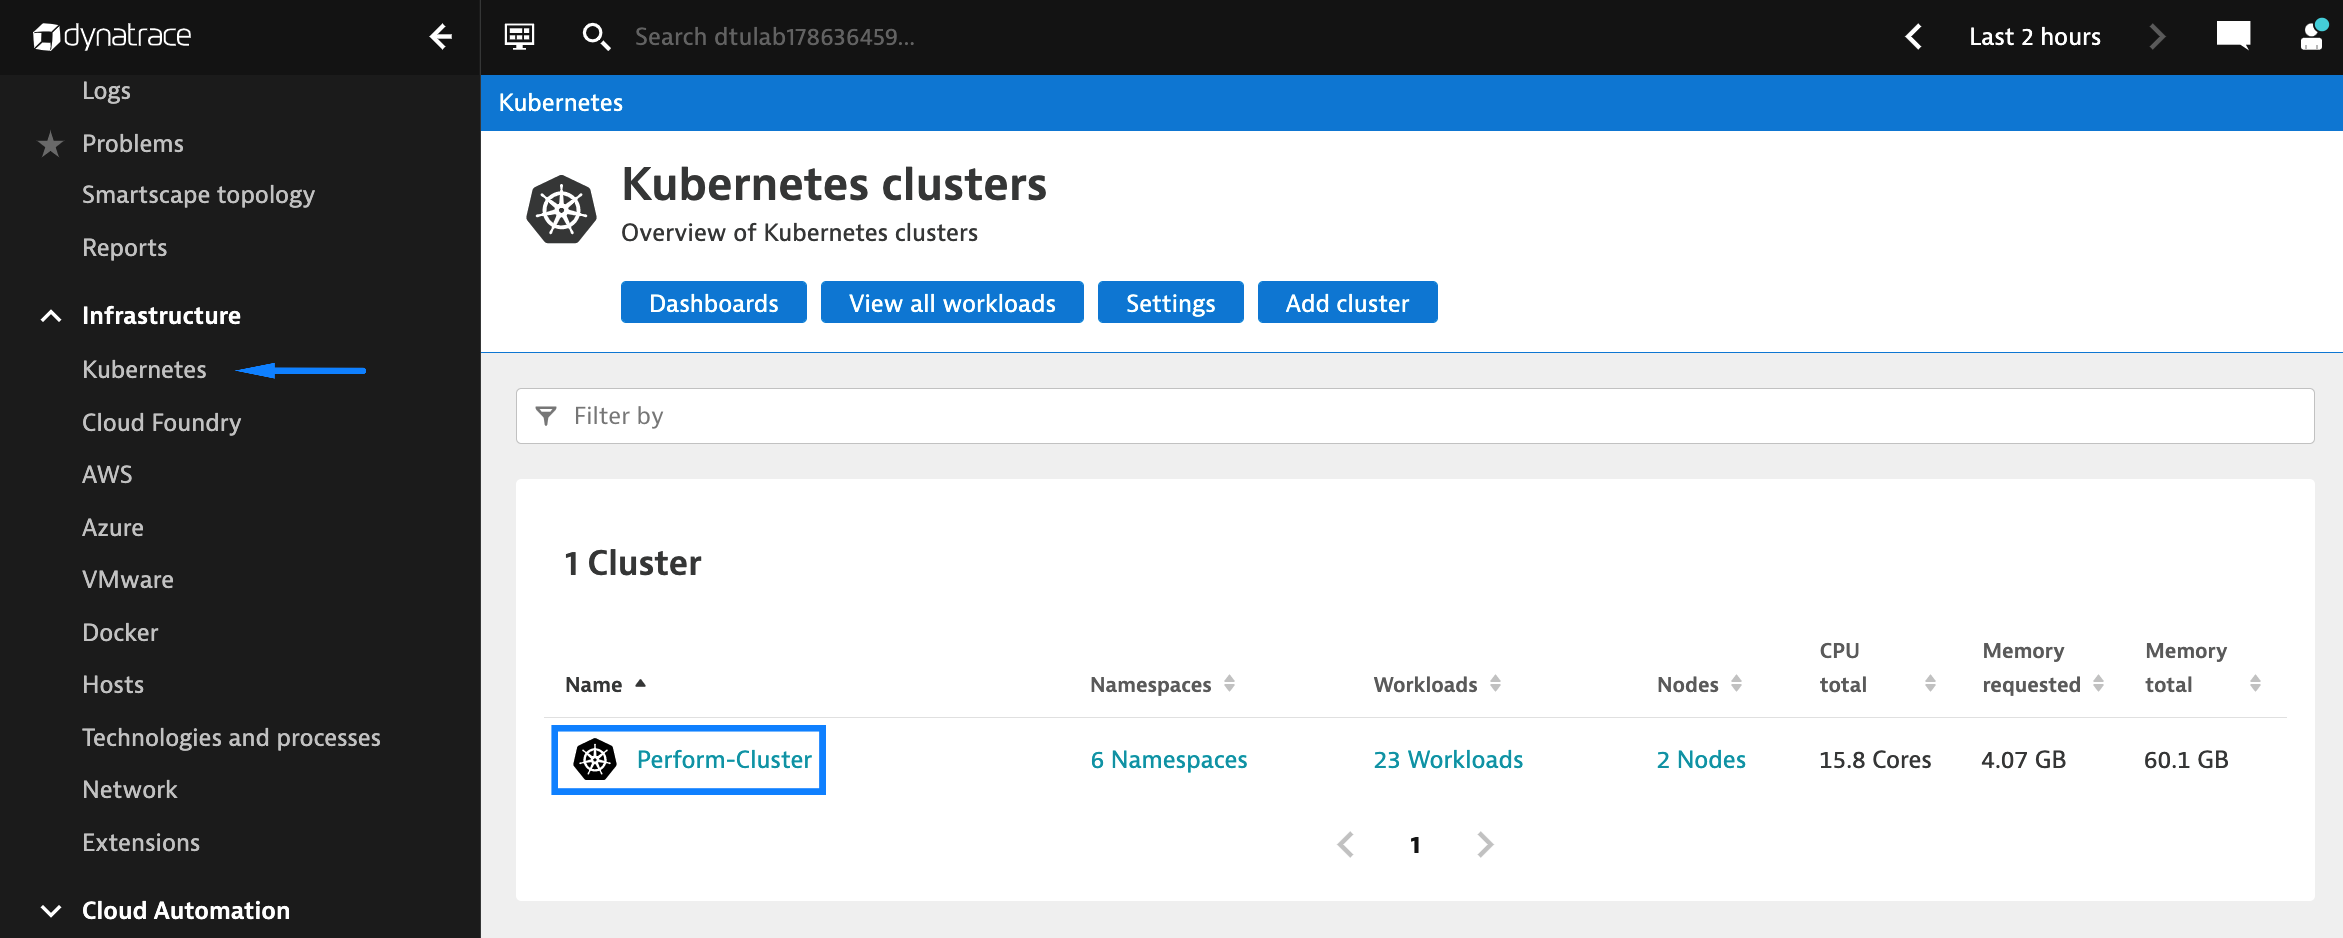 dynatrace
Search dtulab178636459...
Last 2 hours
Logs
Problems
Smartscape topology
Reports
Infrastructure
Kubernetes
Cloud Foundry
AWS
Azure
VMware
Docker
Hosts
Technologies and processes
Network
Extensions
Cloud Automation
Kubernetes
Kubernetes clusters
Overview of Kubernetes clusters
Dashboards View all workloads Settings Add cluster
Filter by
1 Cluster
Name Namespaces Workloads Nodes CPU total Memory requested Memory total
Perform-Cluster 6 Namespaces 23 Workloads 2 Nodes 15.8 Cores 4.07 GB 60.1 GB
1